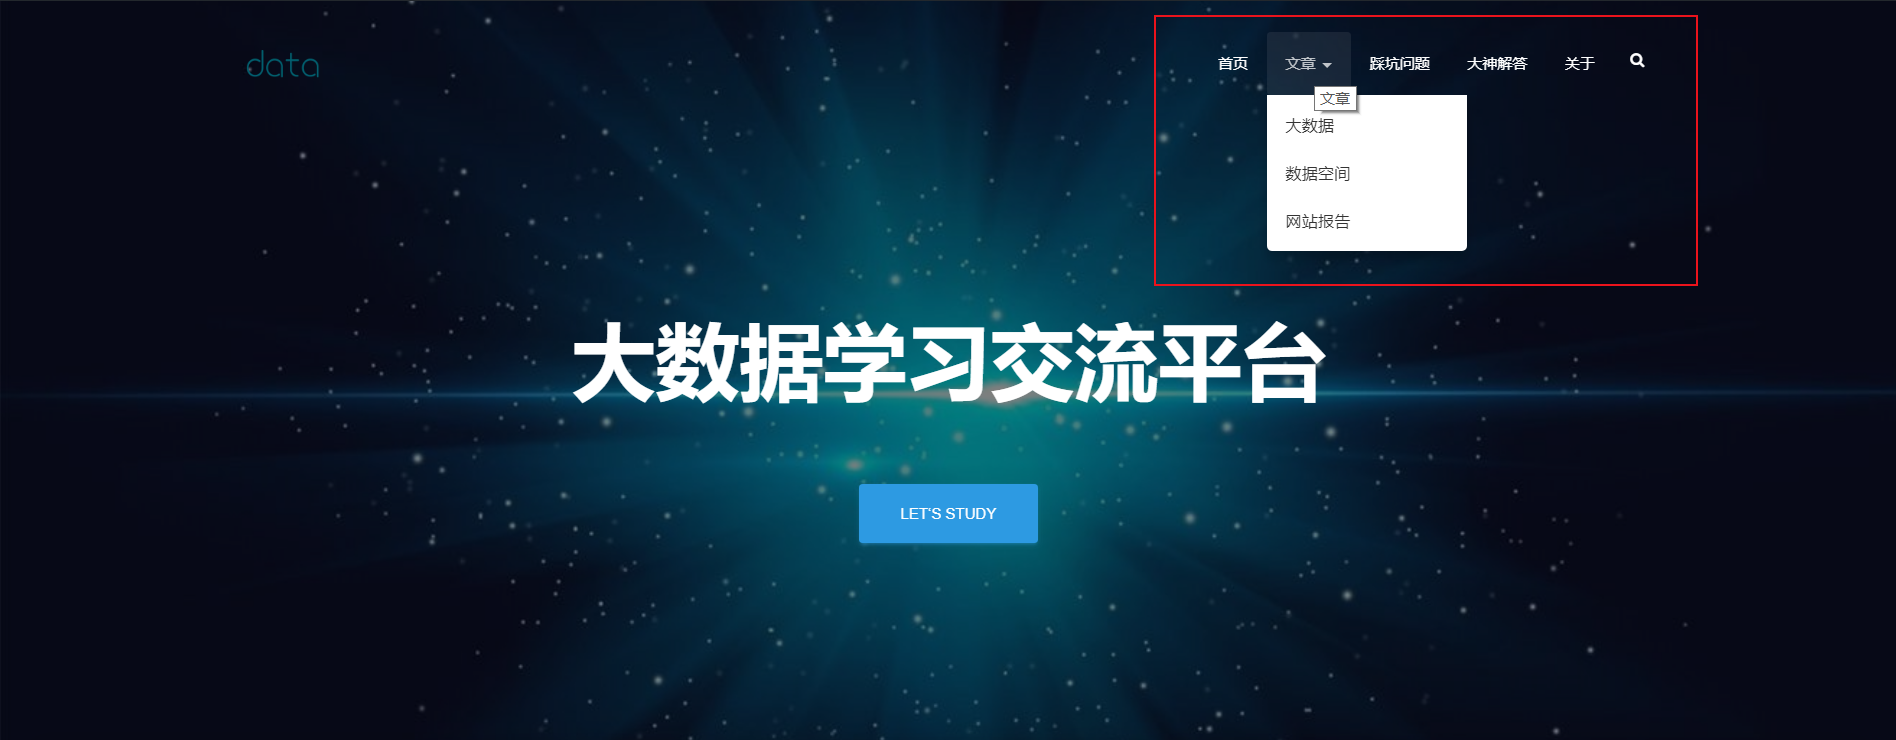 data
首页 文章 踩坑问题 大神解答 关于
文章
大数据
数据空间
网站报告
大数据学习交流平台
LET'S STUDY